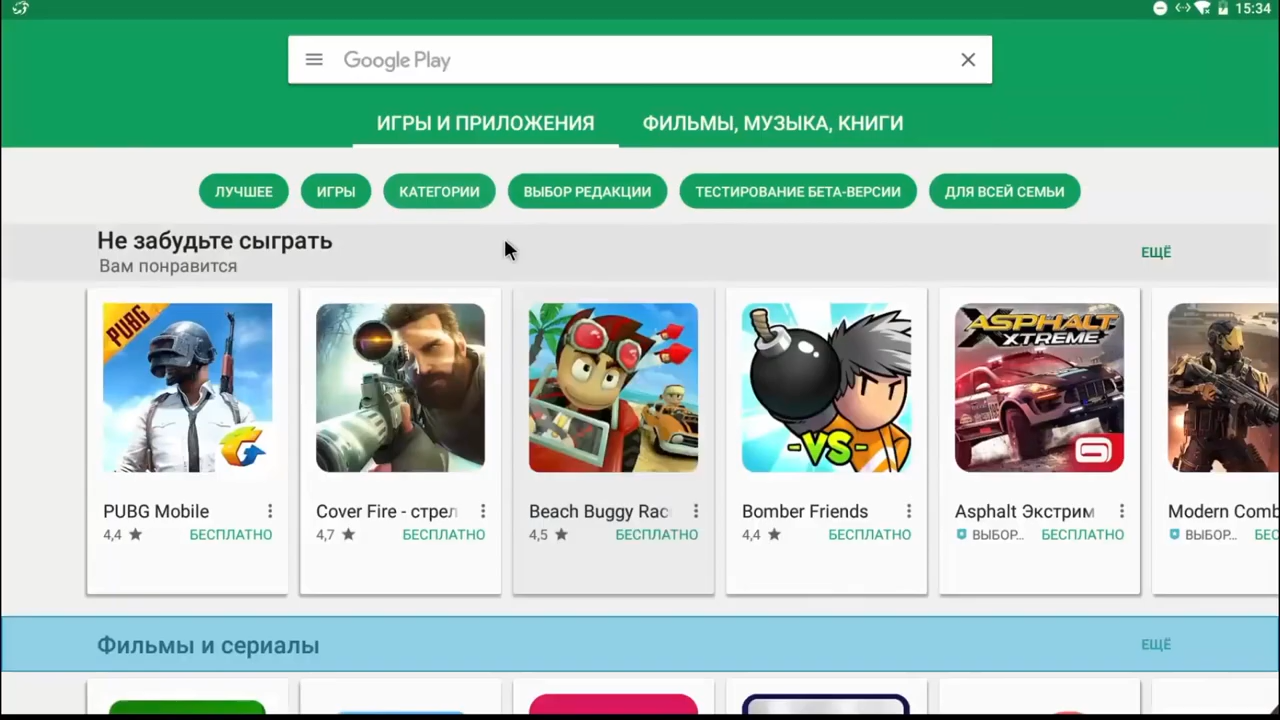 15:34
Google Play
ИГРЫ И ПРИЛОЖЕНИЯ ФИЛЬМЫ, МУЗЫКА, КНИГИ
ЛУЧШЕЕ ИГРЫ КАТЕГОРИИ ВЫБОР РЕДАКЦИИ ТЕСТИРОВАНИЕ БЕТА-ВЕРСИИ ДЛЯ ВСЕЙ СЕМЬИ
Не забудьте сыграть
Вам понравится
ЕЩЁ
PUBG
-VS-
ASPHALT
XTREME
PUBG Mobile Cover Fire - стрел Beach Buggy Rac Bomber Friends Asphalt Экстрим Modern Comb
4,4 БЕСПЛАТНО 4,7 БЕСПЛАТНО 4,5 БЕСПЛАТНО 4,4 БЕСПЛАТНО ВЫБОР... БЕСПЛАТНО ВЫБОР... БЕС
Фильмы и сериалы ЕЩЁ